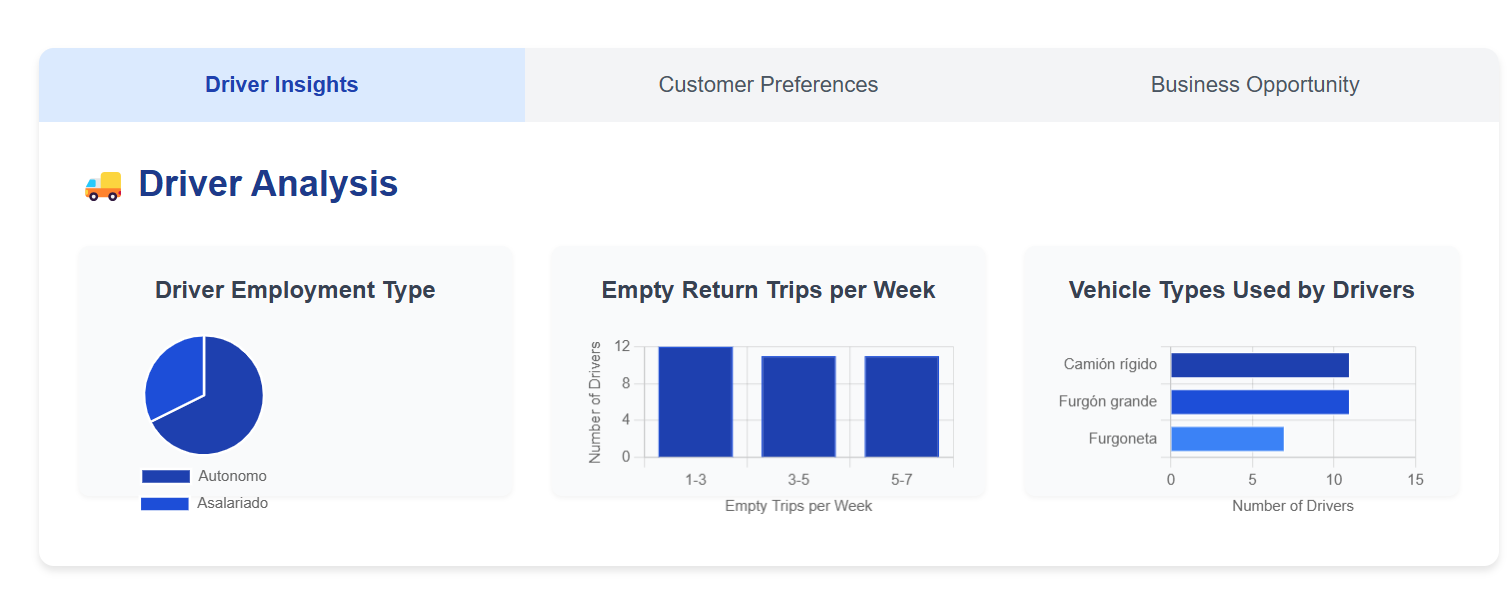 Driver Insights
Customer Preferences
Business Opportunity
Driver Analysis
Driver Employment Type
Autonomo
Asalariado
Empty Return Trips per Week
Number of Drivers
12
8
4
0
1-3
3-5
5-7
Empty Trips per Week
Vehicle Types Used by Drivers
Camión rígido
Furgón grande
Furgoneta
0
5
10
15
Number of Drivers